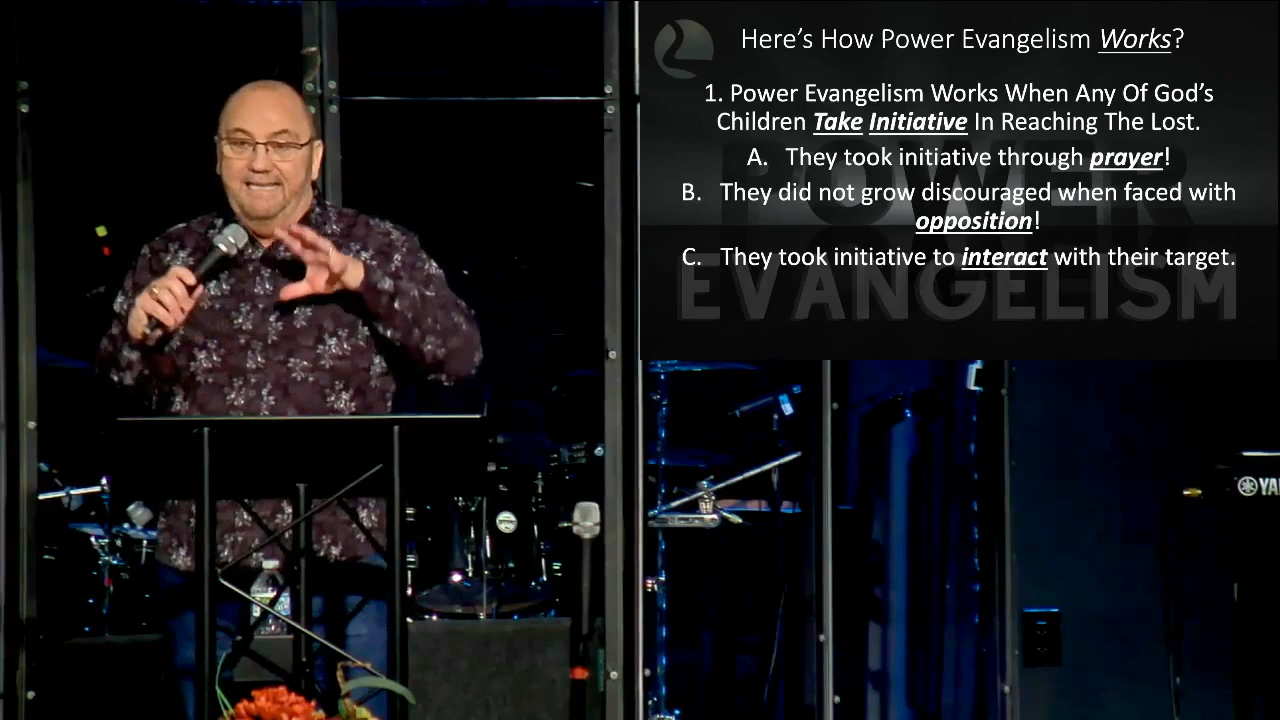 Here’s How Power Evangelism Works?
1. Power Evangelism Works When Any Of God’s
Children Take Initiative In Reaching The Lost.
A. They took initiative through prayer!
B. They did not grow discouraged when faced with
opposition!
C. They took initiative to interact with their target.
POWER
EVANGELISM
YA